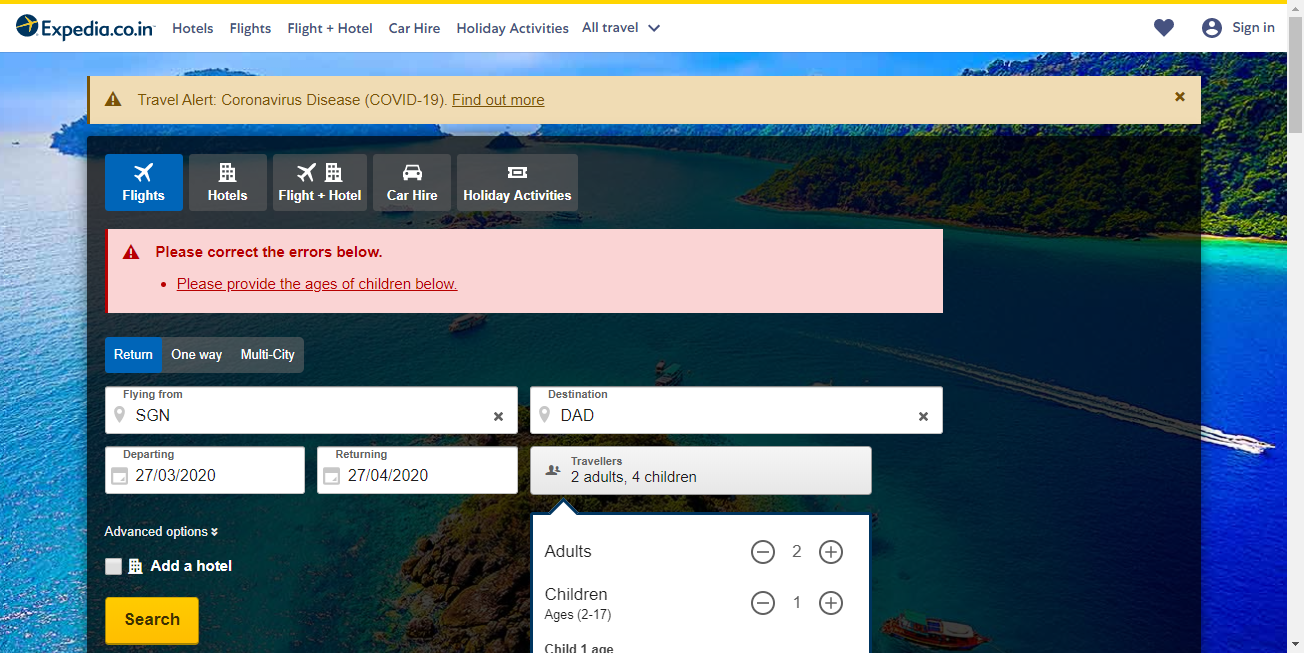 Expedia.co.in
Hotels
Flights
Flight + Hotel
Car Hire
Holiday Activities
All travel
Sign in
Travel Alert: Coronavirus Disease (COVID-19). Find out more
Flights
Hotels
Flight + Hotel
Car Hire
Holiday Activities
Please correct the errors below.
Please provide the ages of children below.
Return
One way
Multi-City
Flying from
SGN
Destination
DAD
Departing
27/03/2020
Returning
27/04/2020
Travellers
2 adults, 4 children
Advanced options
Add a hotel
Search
Adults
2
Children
1
Ages (2-17)
Child 1 age